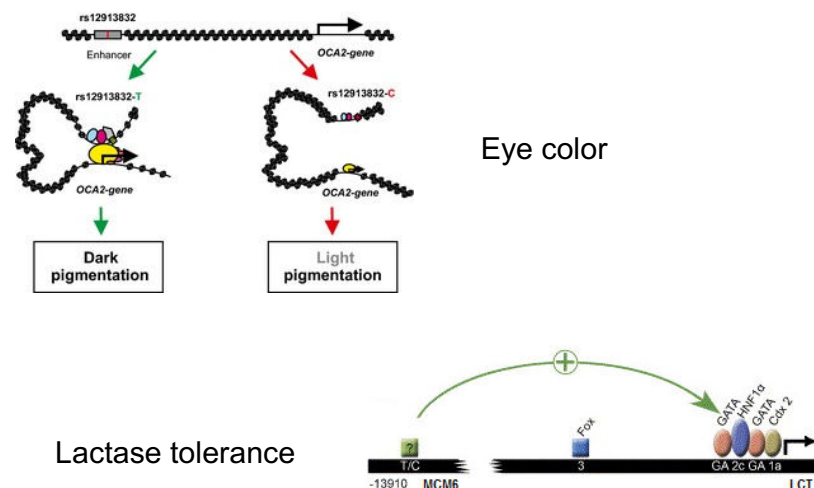 rs12913832
Enhancer
OCA2-gene
rs12913832-T
rs12913832-C
OCA2-gene
OCA2-gene
Dark
pigmentation
Light
pigmentation
Eye color
+
GATA
HNF1α
GATA
Cdx 2
Fox
?
Lactase tolerance
T/C
3
GA 2c GA 1a
-13910 MCM6
LCT